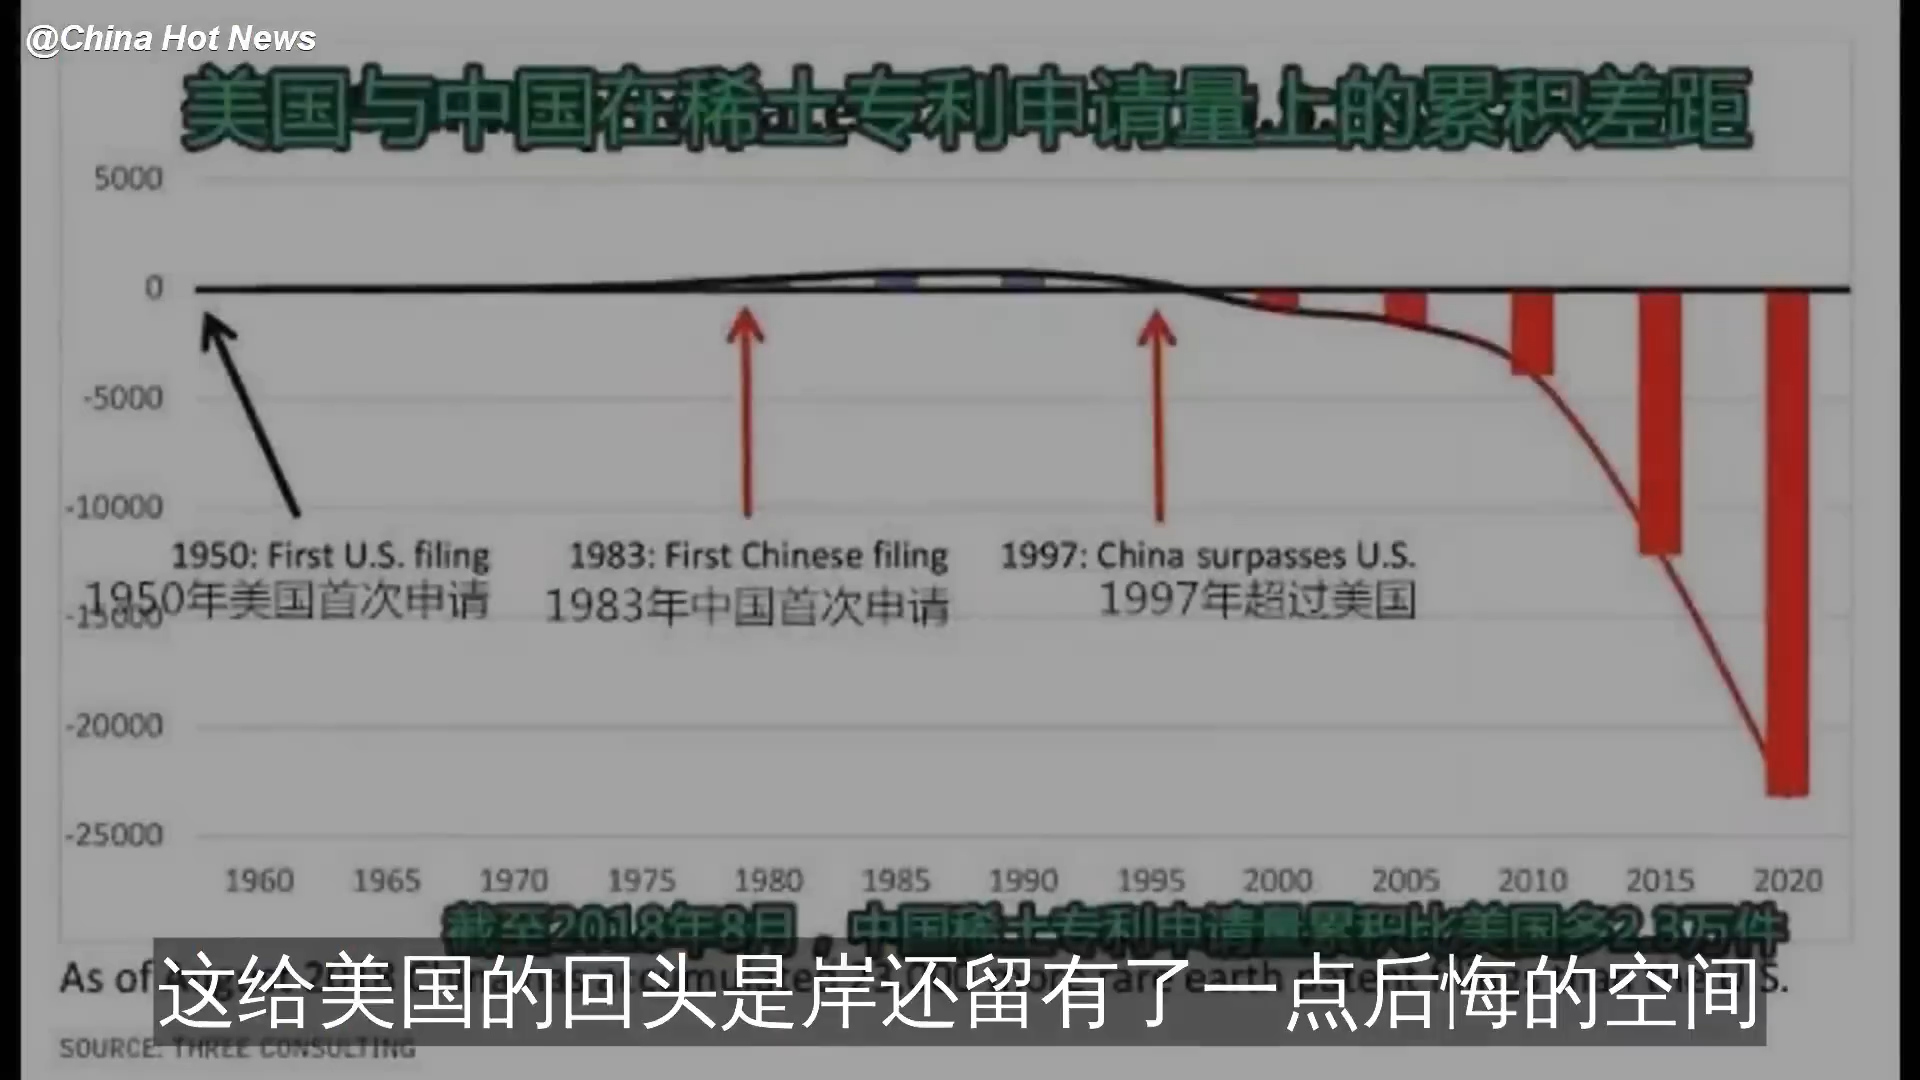 @China Hot News
美国与中国在稀土专利申请量上的累积差距
5000
0
-5000
-10000
1950: First U.S. filing
1983: First Chinese filing
1997: China surpasses U.S.
1950年美国首次申请
1983年中国首次申请
1997年超过美国
-15000
-20000
-25000
1960 1965 1970 1975 1980 1985 1990 1995 2000 2005 2010 2015 2020
截至2018年8月，中国稀土专利申请量累积比美国多2.3万件
As of
这给美国的回头是岸还留有了一点后悔的空间
SOURCE: THREE CONSULTING